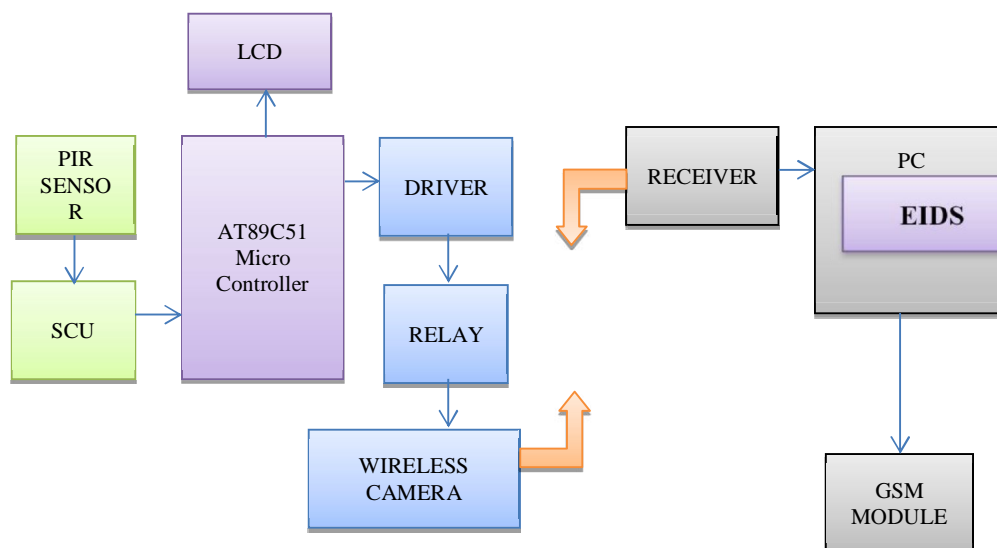 LCD
PIR
SENSO
R
AT89C51
Micro
Controller
SCU
DRIVER
RELAY
WIRELESS
CAMERA
RECEIVER
PC
EIDS
GSM
MODULE